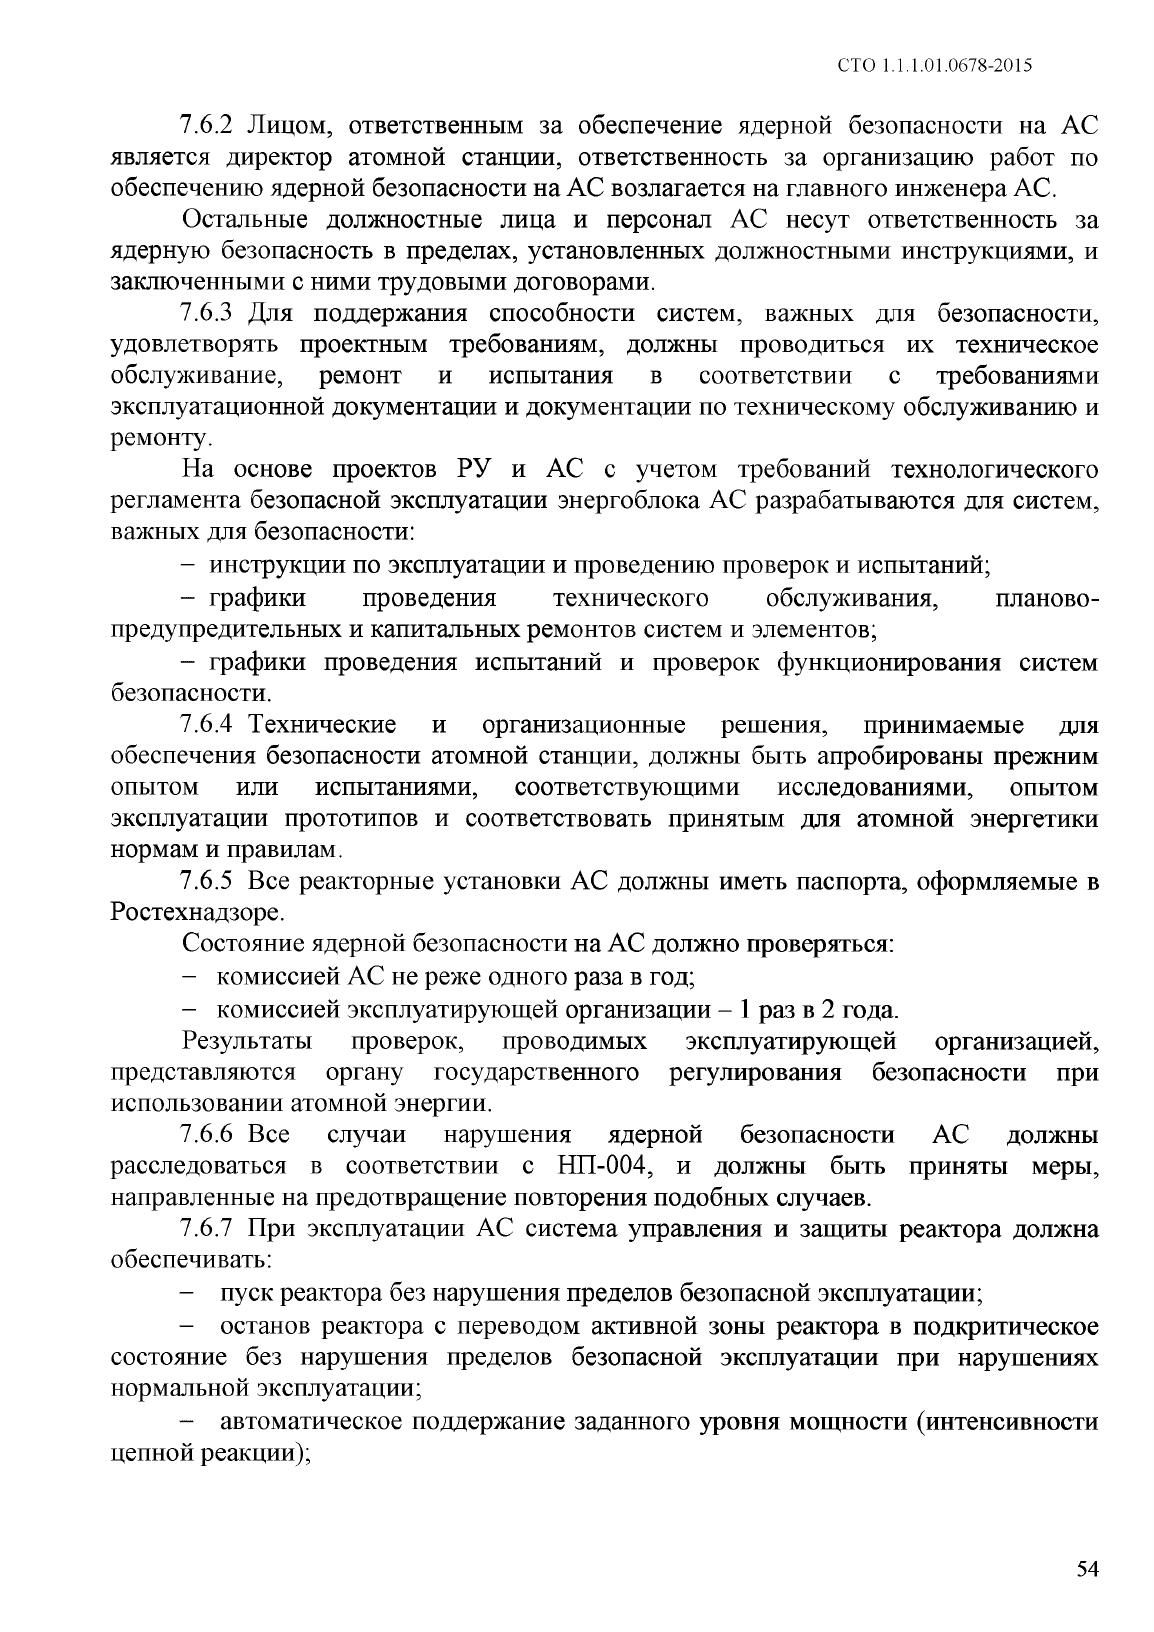 СТО 1.1.1.01.0678-2015
7.6.2 Лицом, ответственным за обеспечение ядерной безопасности на АС
является директор атомной станции, ответственность за организацию работ по
обеспечению ядерной безопасности на АС возлагается на главного инженера АС.
Остальные должностные лица и персонал АС несут ответственность за
ядерную безопасность в пределах, установленных должностными инструкциями, и
заключенными с ними трудовыми договорами.
7.6.3 Для поддержания способности систем, важных для безопасности,
удовлетворять проектным требованиям, должны проводиться их техническое
обслуживание, ремонт и испытания в соответствии с требованиями
эксплуатационной документации и документации по техническому обслуживанию и
ремонту.
На основе проектов РУ и АС с учетом требований технологического
регламента безопасной эксплуатации энергоблока АС разрабатываются для систем,
важных для безопасности:
– инструкции по эксплуатации и проведению проверок и испытаний;
– графики проведения технического обслуживания, планово-
предупредительных и капитальных ремонтов систем и элементов;
– графики проведения испытаний и проверок функционирования систем
безопасности.
7.6.4 Технические и организационные решения, принимаемые для
обеспечения безопасности атомной станции, должны быть апробированы прежним
опытом или испытаниями, соответствующими исследованиями, опытом
эксплуатации прототипов и соответствовать принятым для атомной энергетики
нормам и правилам.
7.6.5 Все реакторные установки АС должны иметь паспорта, оформляемые в
Ростехнадзоре.
Состояние ядерной безопасности на АС должно проверяться:
– комиссией АС не реже одного раза в год;
– комиссией эксплуатирующей организации – 1 раз в 2 года.
Результаты проверок, проводимых эксплуатирующей организацией,
представляются органу государственного регулирования безопасности при
использовании атомной энергии.
7.6.6 Все случаи нарушения ядерной безопасности АС должны
расследоваться в соответствии с НП-004, и должны быть приняты меры,
направленные на предотвращение повторения подобных случаев.
7.6.7 При эксплуатации АС система управления и защиты реактора должна
обеспечивать:
– пуск реактора без нарушения пределов безопасной эксплуатации;
– останов реактора с переводом активной зоны реактора в подкритическое
состояние без нарушения пределов безопасной эксплуатации при нарушениях
нормальной эксплуатации;
– автоматическое поддержание заданного уровня мощности (интенсивности
цепной реакции);
54